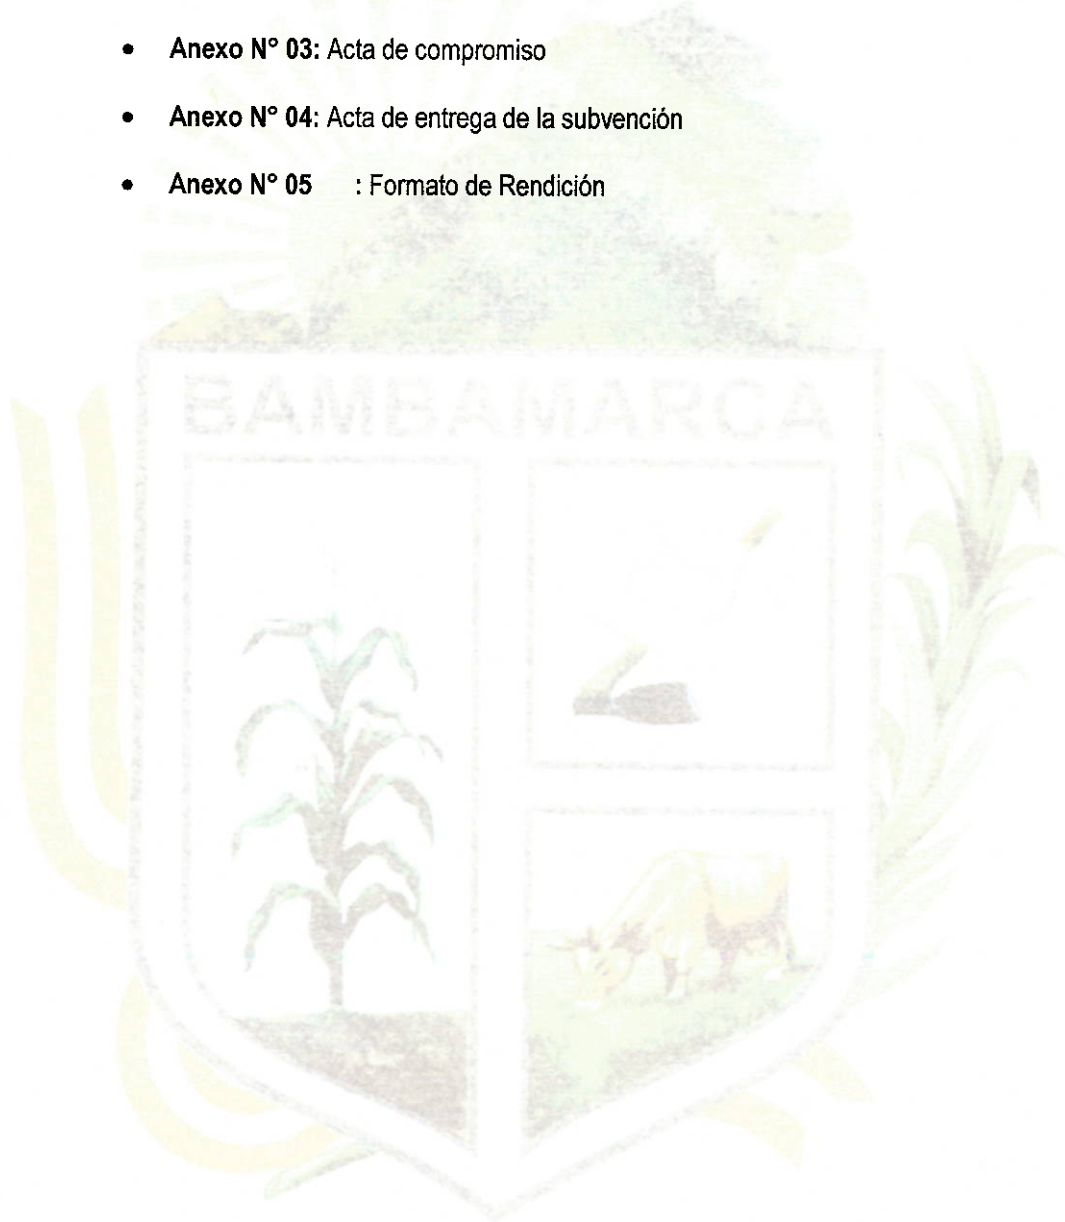 • Anexo N° 03: Acta de compromiso
• Anexo N° 04: Acta de entrega de la subvención
• Anexo N° 05 : Formato de Rendición
BAMBAMARCA